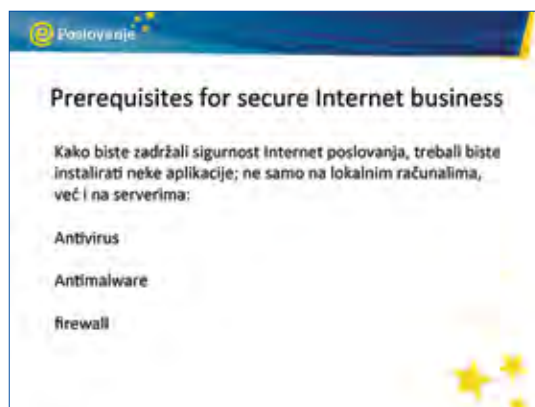 e Poslovanje
Prerequisites for secure Internet business
Kako biste zadržali sigurnost Internet poslovanja, trebali biste
instalirati neke aplikacije; ne samo na lokalnim računalima,
već i na serverima:
Antivirus
Antimalware
firewall